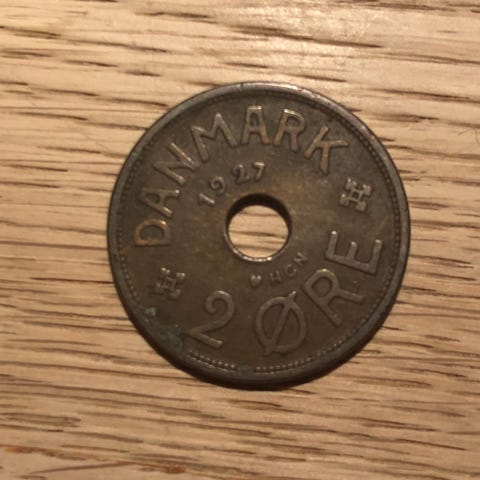 DANMARK
1927
♥ HCN
2 ØRE